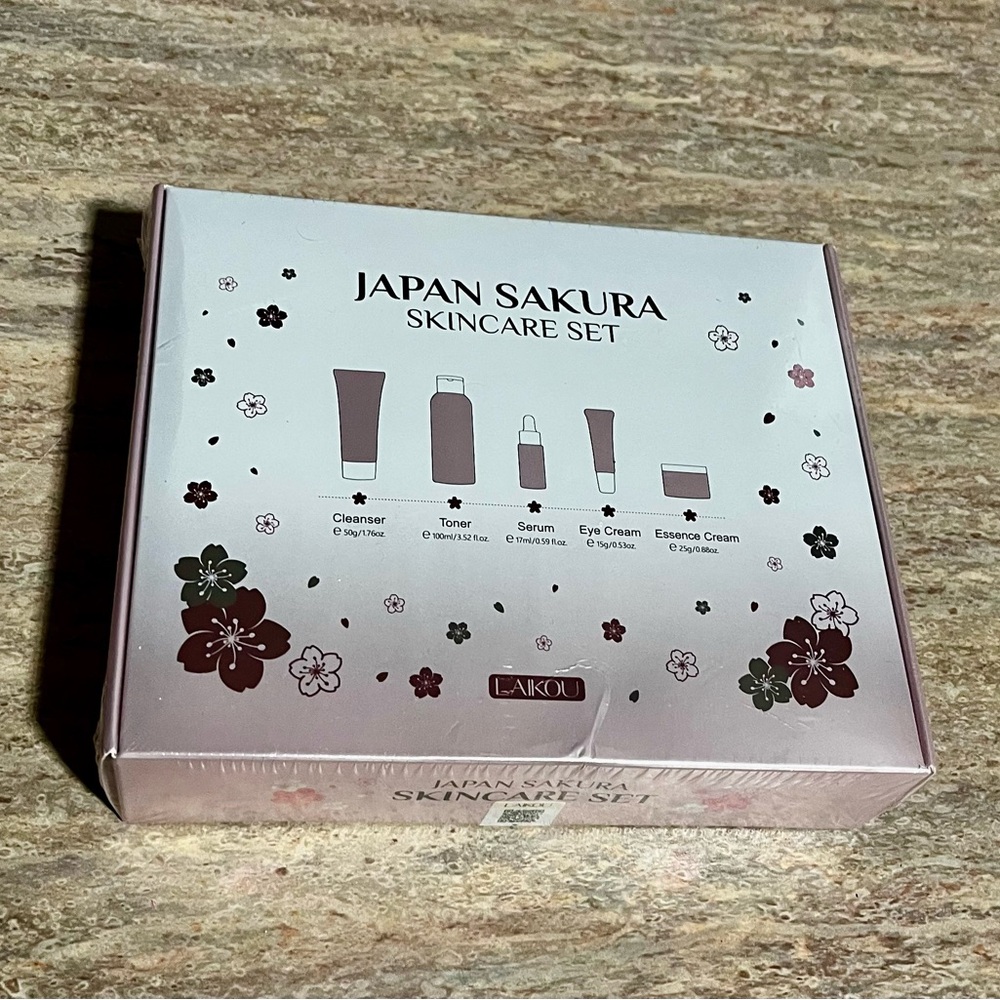 JAPAN SAKURA
SKINCARE SET
Cleanser
℮ 50g/1.76oz.
Toner
℮ 100ml/3.52 fl.oz.
Serum
℮ 17ml/0.59 fl.oz.
Eye Cream
℮ 15g/0.53oz.
Essence Cream
℮ 25g/0.88oz.
LAIKOU
JAPAN SAKURA
SKINCARE SET
LAIKOU